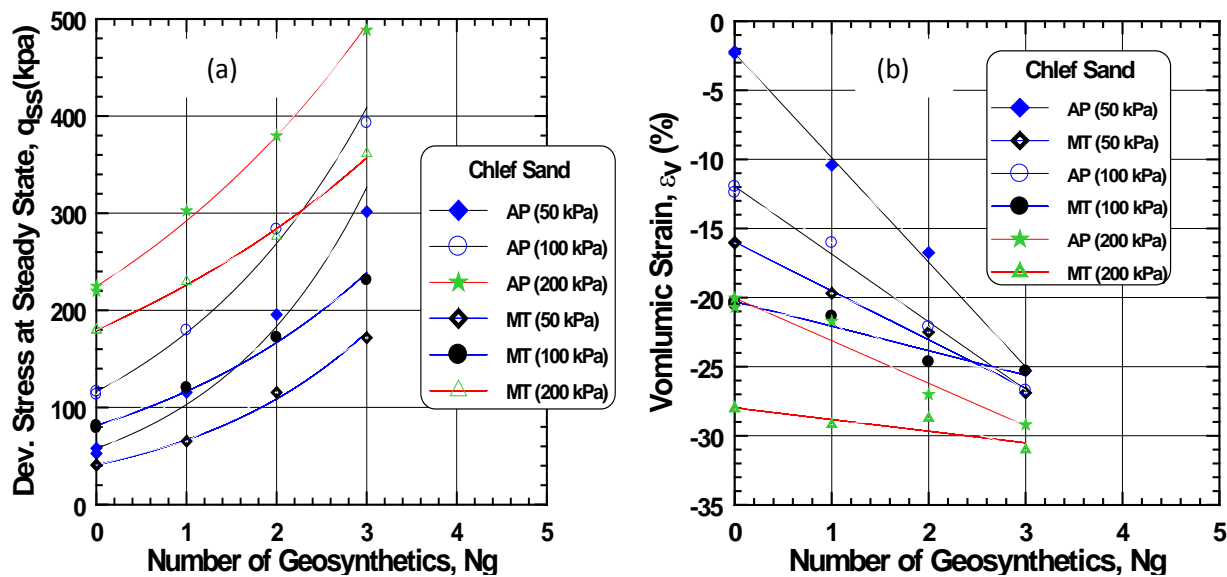 Dev. Stress at Steady State, qss(kpa)
500
400
300
200
100
0
(a)
Chlef Sand
AP (50 kPa)
AP (100 kPa)
AP (200 kPa)
MT (50 kPa)
MT (100 kPa)
MT (200 kPa)
0 1 2 3 4 5
Number of Geosynthetics, Ng
Vomlumic Strain, εv (%)
-0
-5
-10
-15
-20
-25
-30
-35
(b)
Chlef Sand
AP (50 kPa)
MT (50 kPa)
AP (100 kPa)
MT (100 kPa)
AP (200 kPa)
MT (200 kPa)
0 1 2 3 4 5
Number of Geosynthetics, Ng